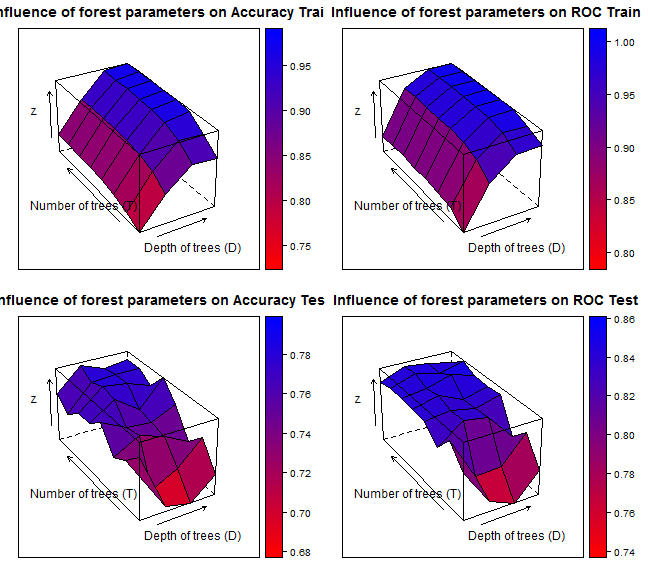 nfluence of forest parameters on Accuracy Trai
Influence of forest parameters on ROC Train
Z
Number of trees (T)
Depth of trees (D)
0.95
0.90
0.85
0.80
0.75
Z
Number of trees (T)
Depth of trees (D)
1.00
0.95
0.90
0.85
0.80
nfluence of forest parameters on Accuracy Tes
Influence of forest parameters on ROC Test
Z
Number of trees (T)
Depth of trees (D)
0.78
0.76
0.74
0.72
0.70
0.68
Z
Number of trees (T)
Depth of trees (D)
0.86
0.84
0.82
0.80
0.78
0.76
0.74